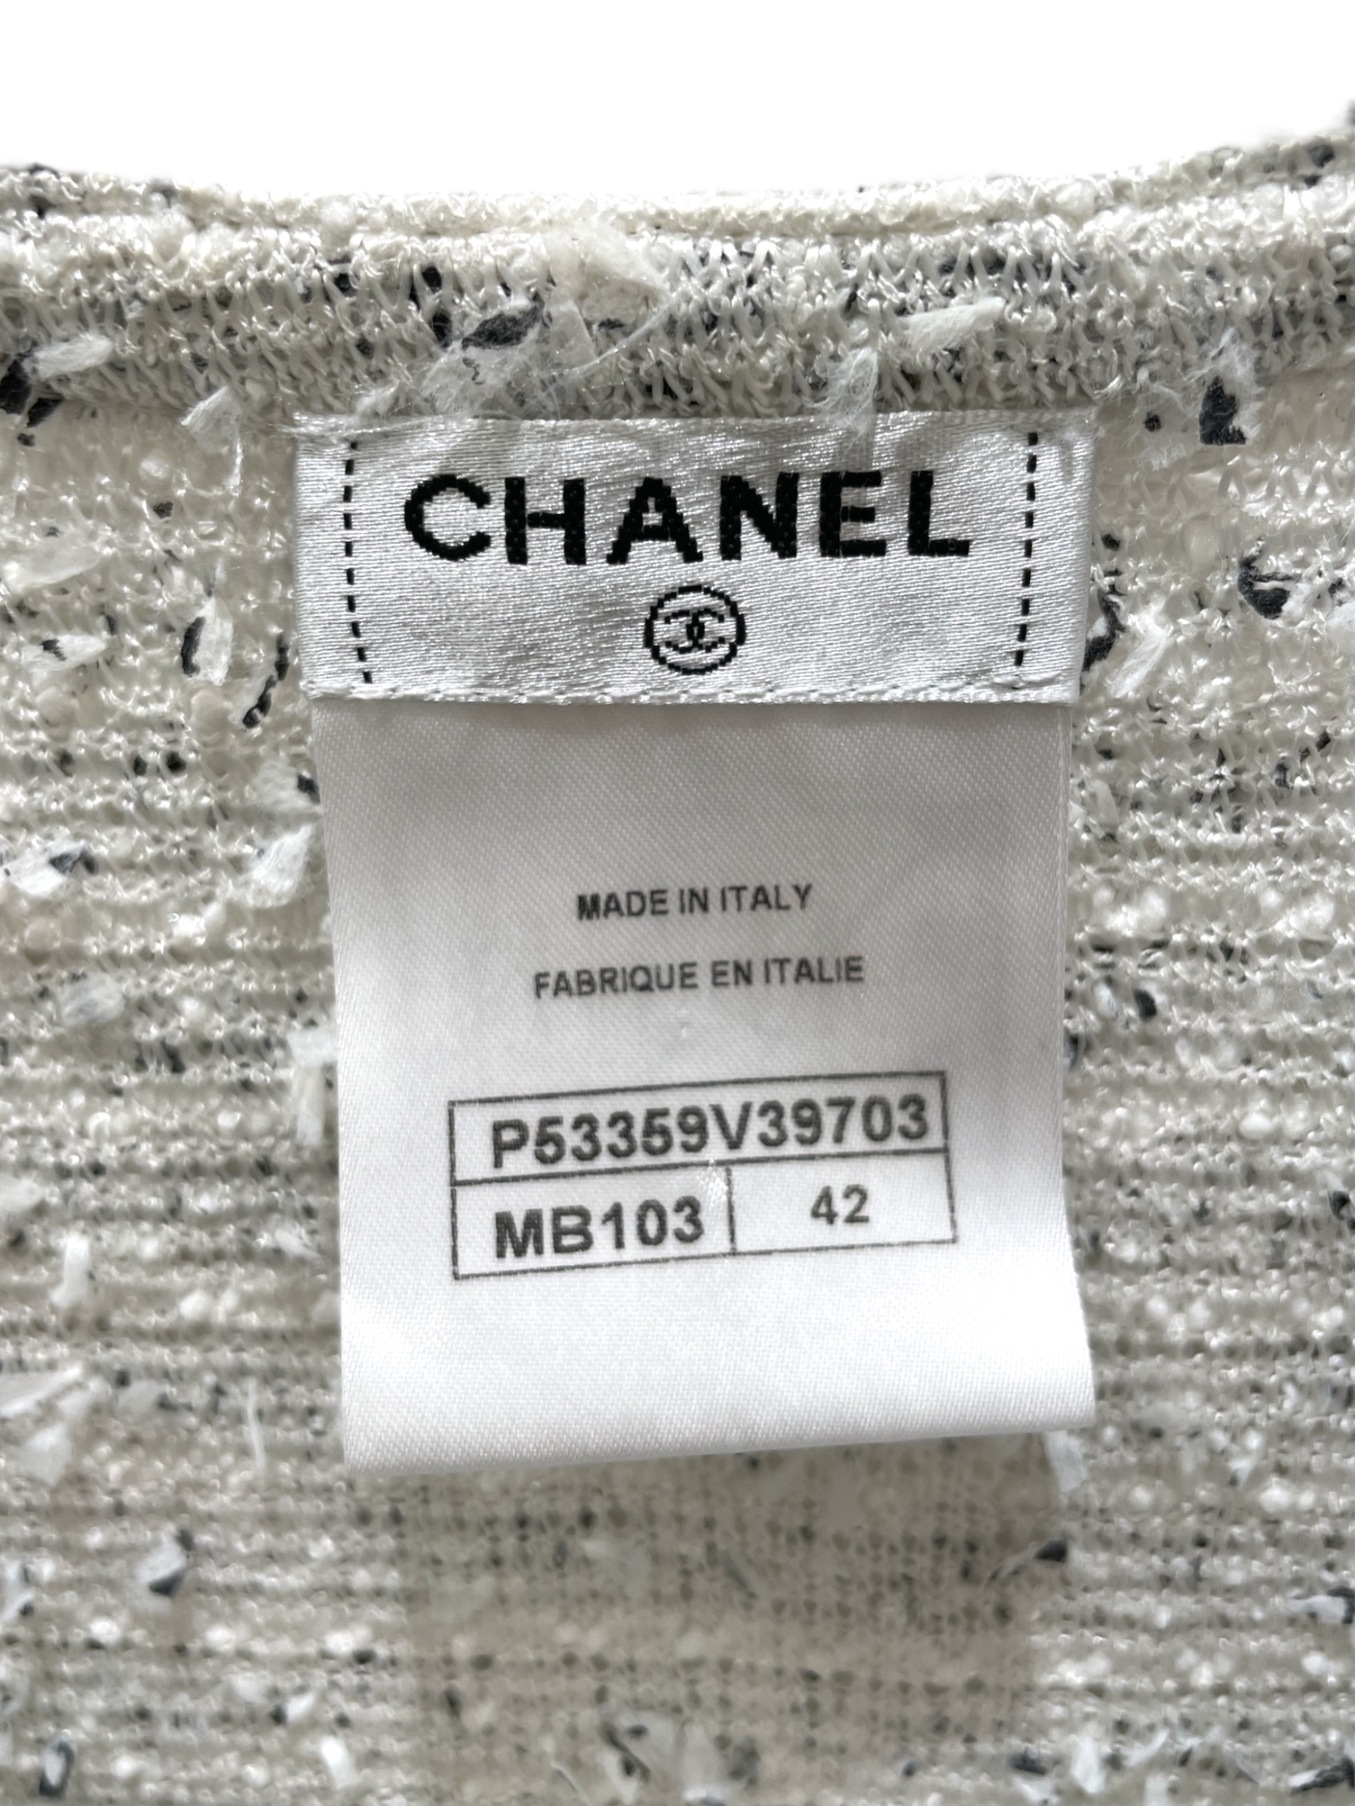 CHANEL
MADE IN ITALY
FABRIQUE EN ITALIE
P53359V39703
MB103 42